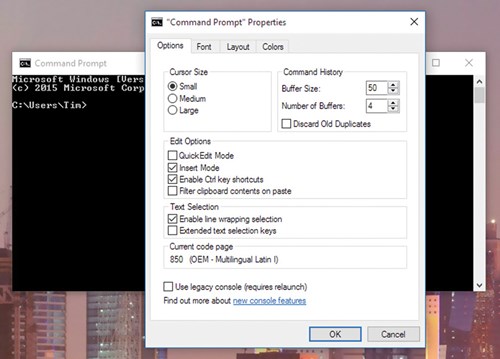 "Command Prompt" Properties
Command Prompt
Microsoft Windows [Vers
(c) 2015 Microsoft Corp
C:\Users\Tim>
Options Font Layout Colors
Cursor Size
Small
Medium
Large
Command History
Buffer Size: 50
Number of Buffers: 4
Discard Old Duplicates
Edit Options
QuickEdit Mode
Insert Mode
Enable Ctrl key shortcuts
Filter clipboard contents on paste
Text Selection
Enable line wrapping selection
Extended text selection keys
Current code page
850 (OEM - Multilingual Latin I)
Use legacy console (requires relaunch)
Find out more about new console features
OK Cancel